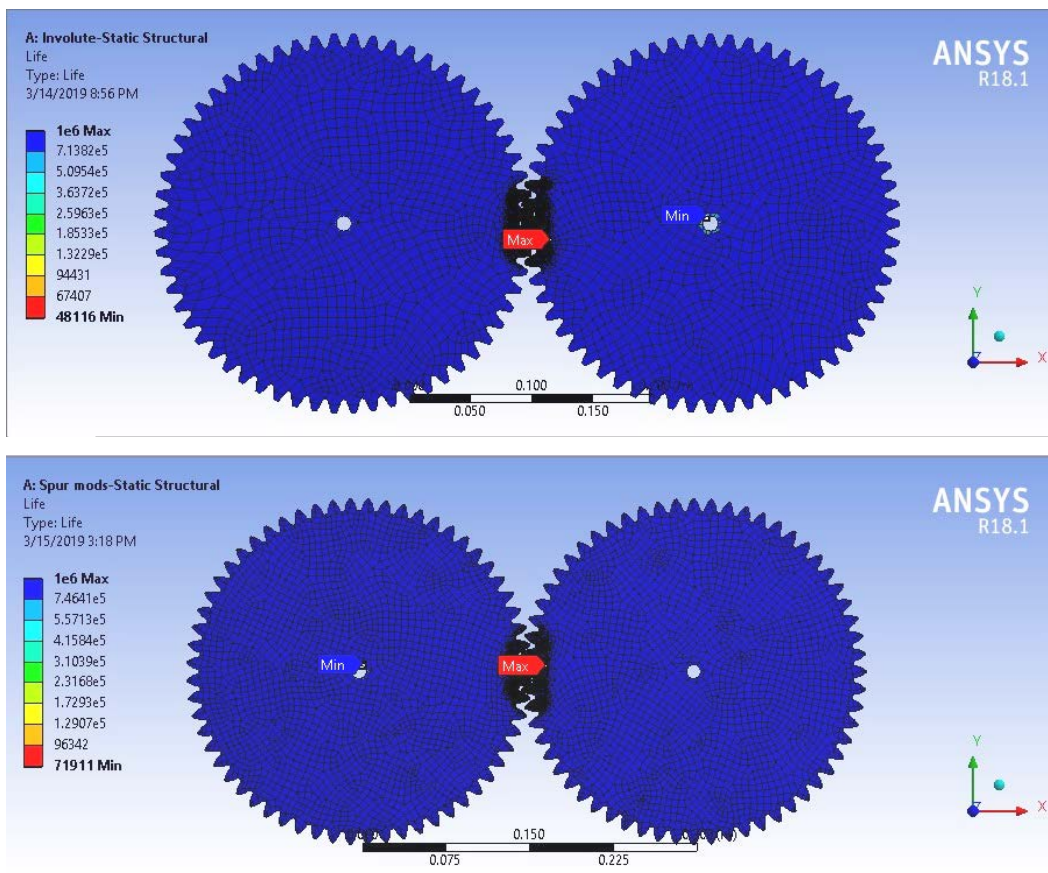 A: Involute-Static Structural
Life
Type: Life
3/14/2019 8:56 PM
ANSYS
R18.1
1e6 Max
7.1382e5
5.0954e5
3.6372e5
2.5963e5
1.8533e5
1.3229e5
94431
67407
48116 Min
Min
Max
Y
Z
X
0.100
0.050
0.150
A: Spur mods-Static Structural
Life
Type: Life
3/15/2019 3:18 PM
ANSYS
R18.1
1e6 Max
7.4641e5
5.5713e5
4.1584e5
3.1039e5
2.3168e5
1.7293e5
1.2907e5
96342
71911 Min
Min
Max
Y
Z
X
0.150
0.075
0.225